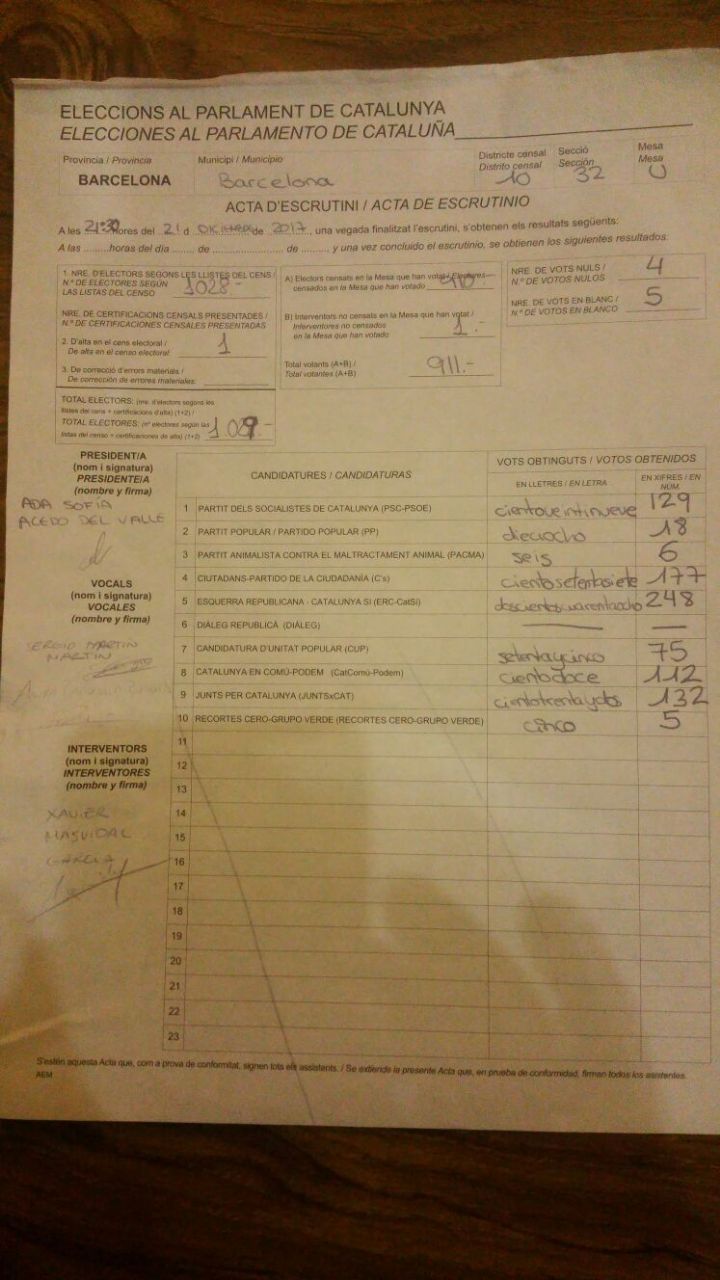 ELECCIONS AL PARLAMENT DE CATALUNYA
ELECCIONES AL PARLAMENTO DE CATALUÑA
Província / Provincia
BARCELONA
Municipi / Municipio
Barcelona
Districte censal
Distrito censal
10
Secció
Sección
32
Mesa
Mesa
U
ACTA D'ESCRUTINI / ACTA DE ESCRUTINIO
A les 21:30 hores del 21 d DICIEMBRE de 2017, una vegada finalitzat l'escrutini, s'obtenen els resultats següents:
A las ........horas del día ....... de .................... de ......... y una vez concluido el escrutinio, se obtienen los siguientes resultados:
1. NRE. D'ELECTORS SEGONS LES LLISTES DEL CENS /
N.º DE ELECTORES SEGÚN
LAS LISTAS DEL CENSO
1028.-
NRE. DE CERTIFICACIONS CENSALS PRESENTADES /
N.º DE CERTIFICACIONES CENSALES PRESENTADAS
2. D'alta en el cens electoral /
De alta en el censo electoral
1
3. De correcció d'errors materials /
De corrección de errores materiales:
TOTAL ELECTORS: (nre. d'electors segons les
llistes del cens + certificacions d'alta) (1+2) /
TOTAL ELECTORES: (nº electores según las
listas del censo + certificaciones de alta) (1+2)
1.029.-
A) Electors censats en la Mesa que han votat / Electores
censados en la Mesa que han votado
910.-
B) Interventors no censats en la Mesa que han votat /
Interventores no censados
en la Mesa que han votado
1.-
Total votants (A+B) /
Total votantes (A+B)
911.-
NRE. DE VOTS NULS /
N.º DE VOTOS NULOS
4
NRE. DE VOTS EN BLANC /
N.º DE VOTOS EN BLANCO
5
PRESIDENT/A
(nom i signatura)
PRESIDENTE/A
(nombre y firma)
ADA SOFIA
ACEDO DEL VALLE
VOCALS
(nom i signatura)
VOCALES
(nombre y firma)
SERGIO MARTIN
MARTIN
INTERVENTORS
(nom i signatura)
INTERVENTORES
(nombre y firma)
XAVIER
MASVIDAL
GARCIA
CANDIDATURES / CANDIDATURAS
VOTS OBTINGUTS / VOTOS OBTENIDOS
EN LLETRES / EN LETRA
EN XIFRES / EN NÚM.
1 PARTIT DELS SOCIALISTES DE CATALUNYA (PSC-PSOE) cientoveintinueve 129
2 PARTIT POPULAR / PARTIDO POPULAR (PP) dieciocho 18
3 PARTIT ANIMALISTA CONTRA EL MALTRACTAMENT ANIMAL (PACMA) seis 6
4 CIUTADANS-PARTIDO DE LA CIUDADANÍA (C's) cientosetentasiete 177
5 ESQUERRA REPUBLICANA - CATALUNYA SÍ (ERC-CatSí) doscientoscuarentaocho 248
6 DIÀLEG REPUBLICÀ (DIÀLEG) — —
7 CANDIDATURA D'UNITAT POPULAR (CUP) setentaycinco 75
8 CATALUNYA EN COMÚ-PODEM (CatComú-Podem) cientodoce 112
9 JUNTS PER CATALUNYA (JUNTSxCAT) cientotrentaydos 132
10 RECORTES CERO-GRUPO VERDE (RECORTES CERO-GRUPO VERDE) cinco 5
11
12
13
14
15
16
17
18
19
20
21
22
23
S'estén aquesta Acta que, com a prova de conformitat, signen tots els assistents. / Se extiende la presente Acta que, en prueba de conformidad, firman todos los asistentes.
AEM